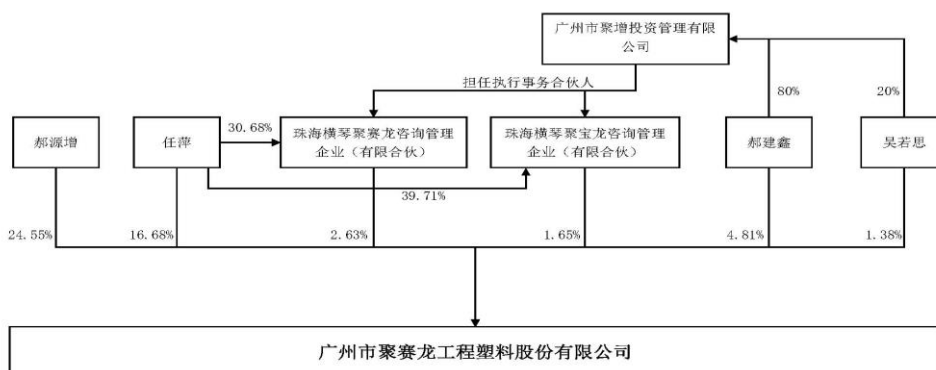 广州市聚增投资管理有限
公司
担任执行事务合伙人
80%
20%
郝源增
任萍
30.68%
珠海横琴聚赛龙咨询管理
企业（有限合伙）
珠海横琴聚宝龙咨询管理
企业（有限合伙）
郝建鑫
吴若思
39.71%
24.55%
16.68%
2.63%
1.65%
4.81%
1.38%
广州市聚赛龙工程塑料股份有限公司